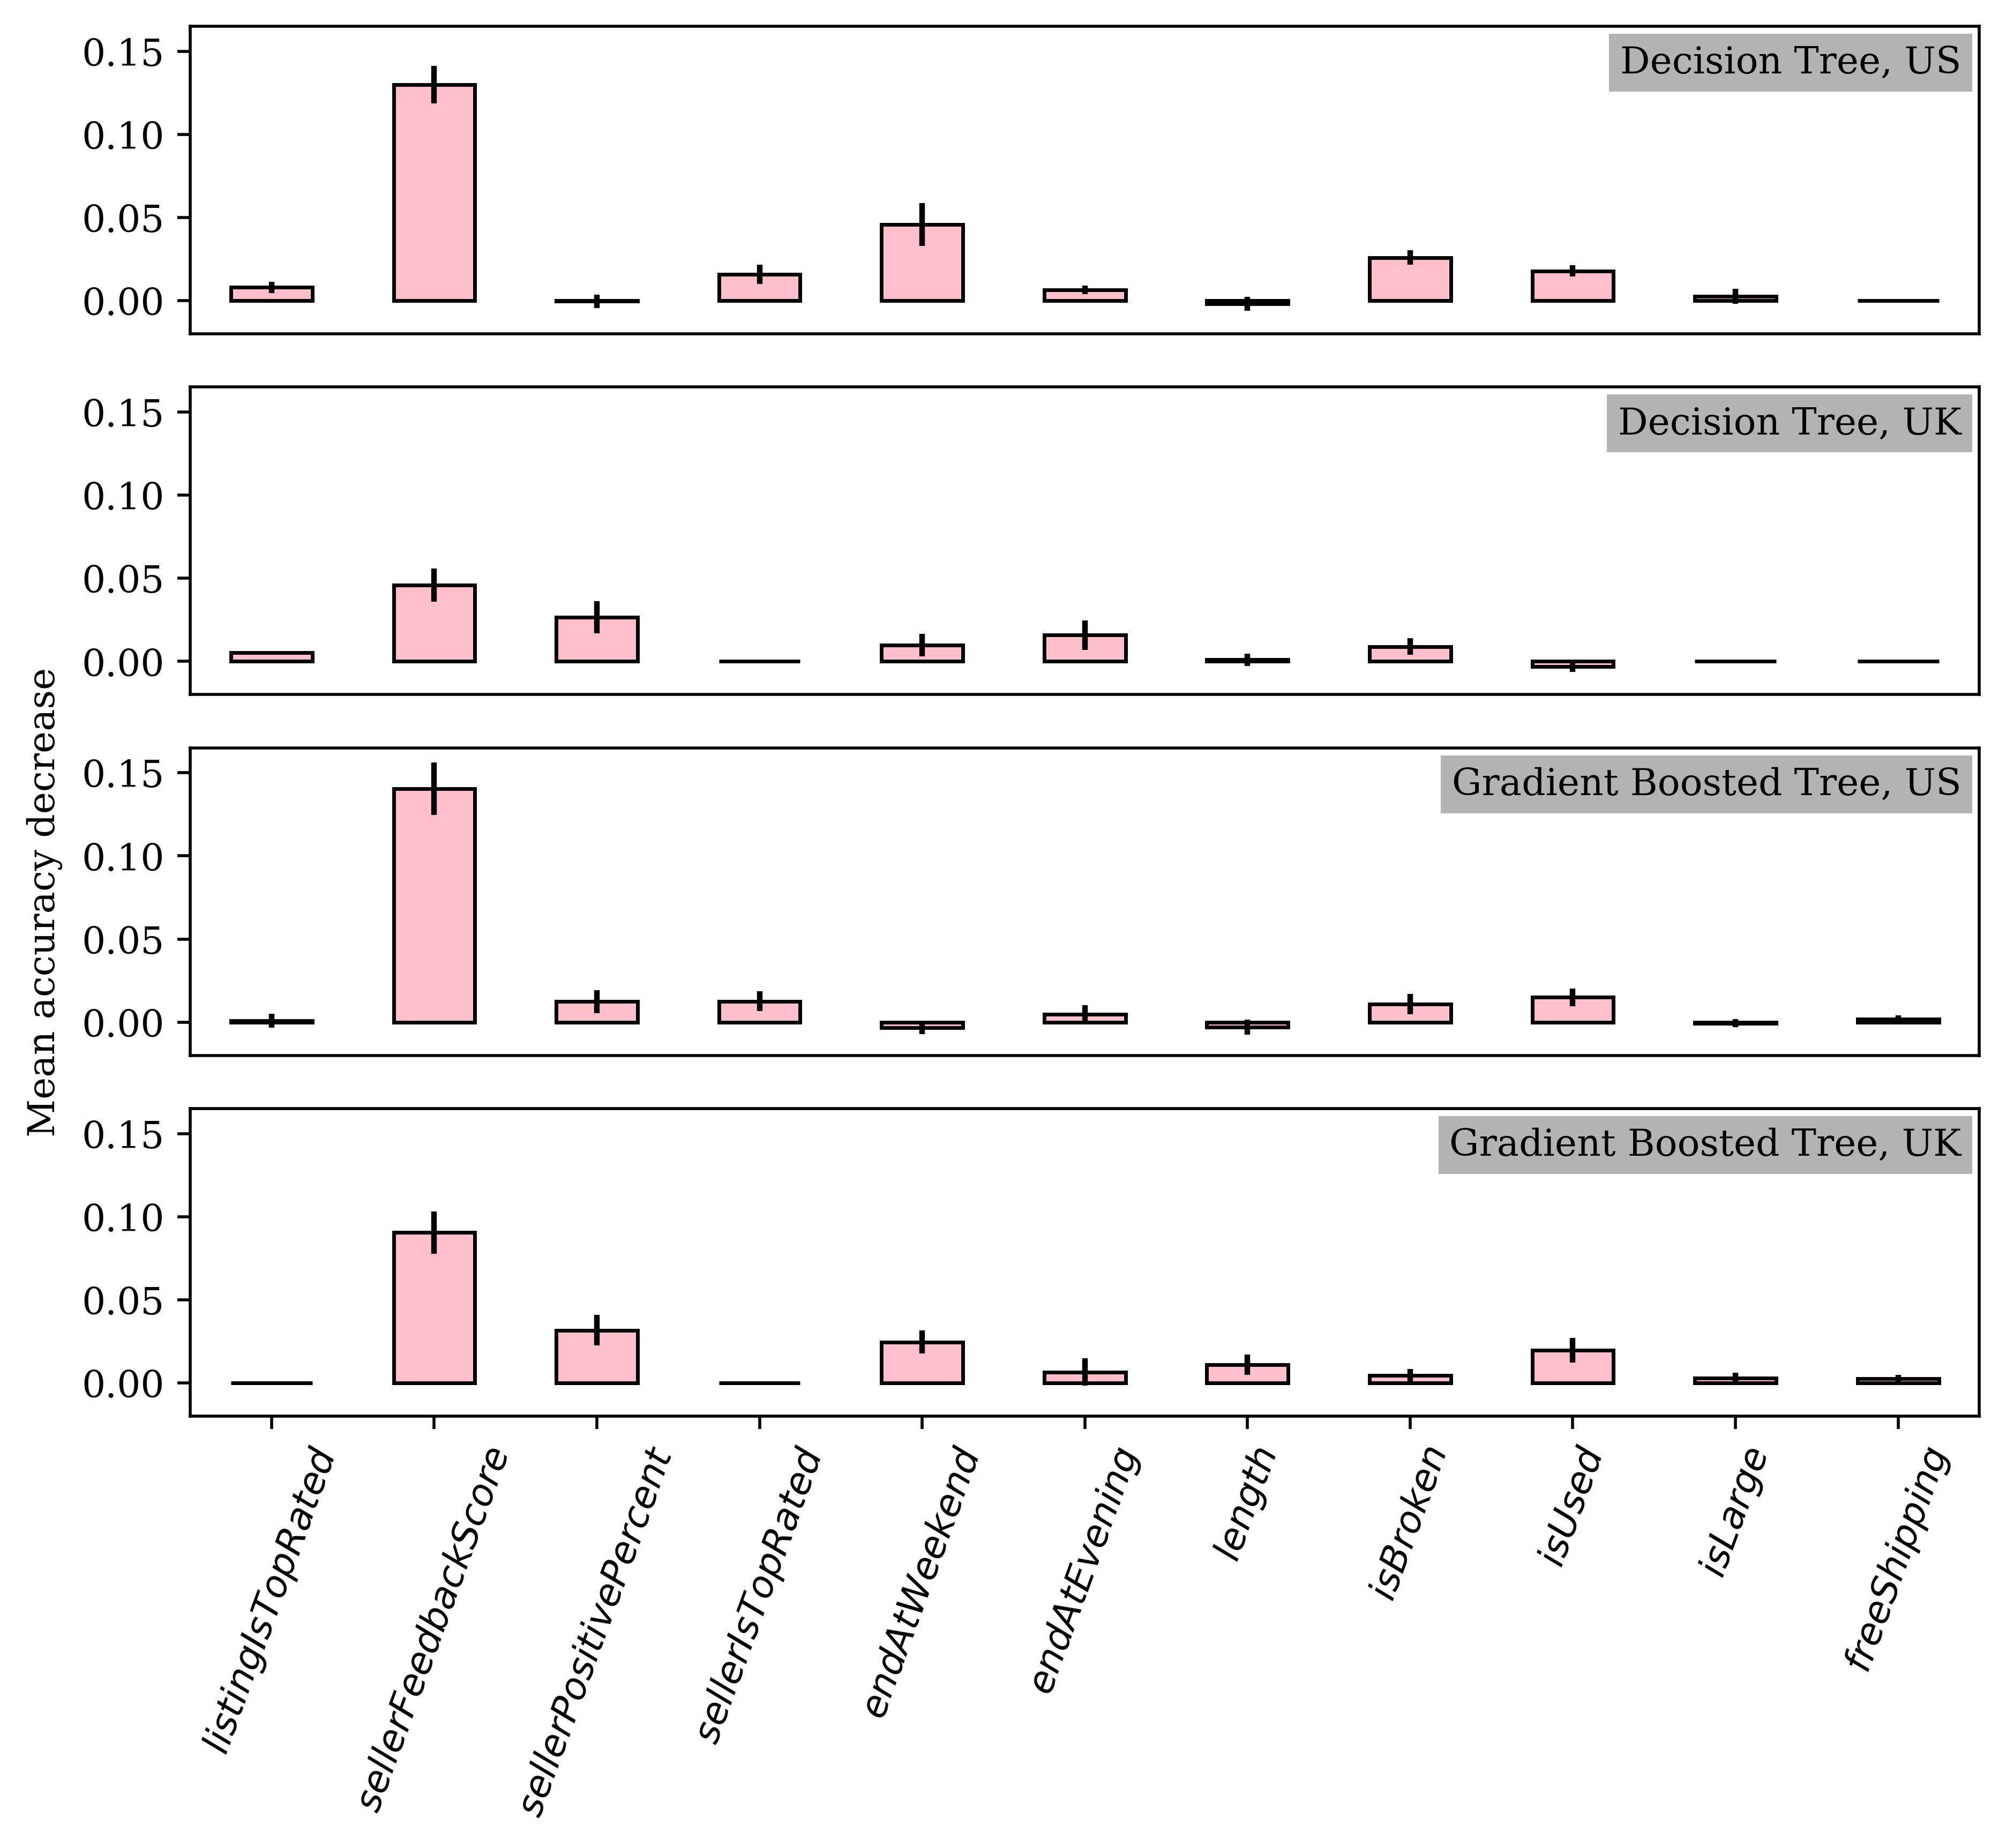 Mean accuracy decrease
0.15
0.10
0.05
0.00
Decision Tree, US
0.15
0.10
0.05
0.00
Decision Tree, UK
0.15
0.10
0.05
0.00
Gradient Boosted Tree, US
0.15
0.10
0.05
0.00
Gradient Boosted Tree, UK
listingIsTopRated
sellerFeedbackScore
sellerPositivePercent
sellerIsTopRated
endAtWeekend
endAtEvening
length
isBroken
isUsed
isLarge
freeShipping